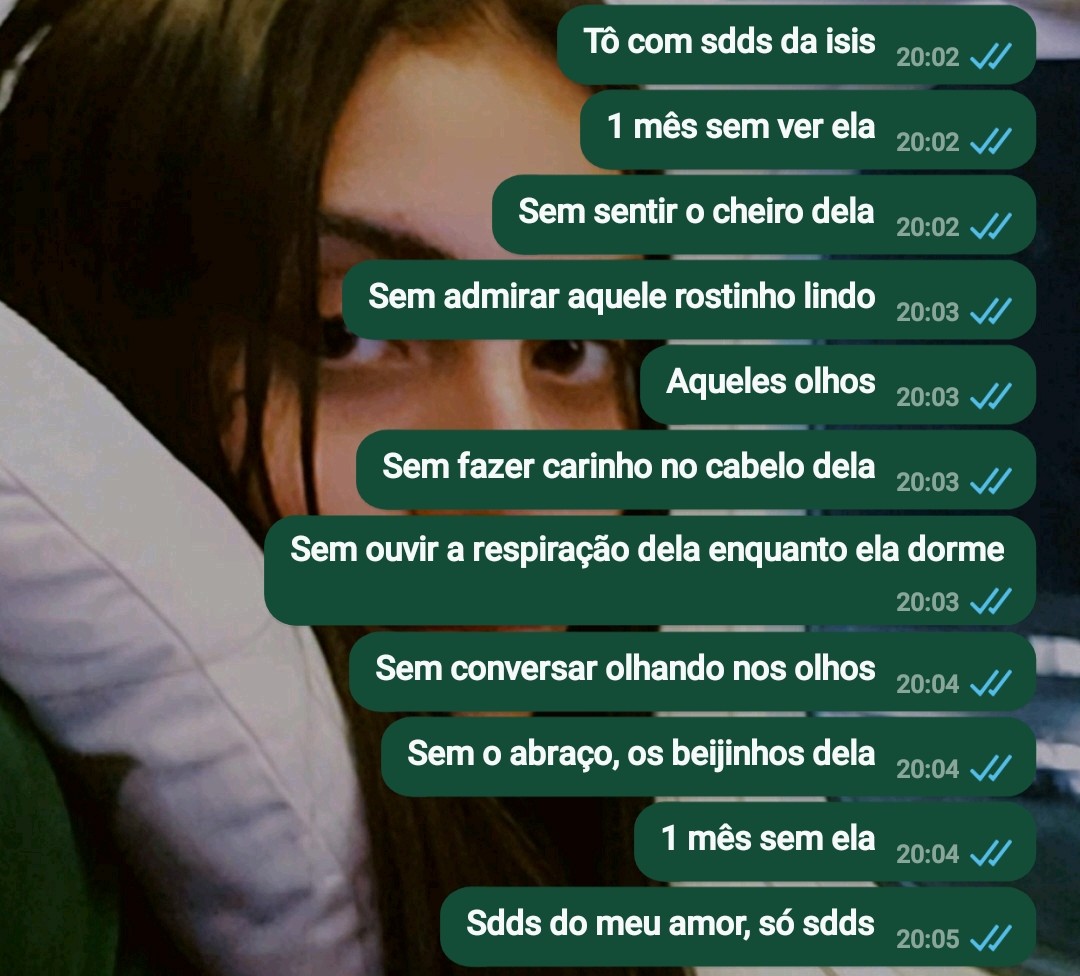 Tô com sdds da isis 20:02
1 mês sem ver ela 20:02
Sem sentir o cheiro dela 20:02
Sem admirar aquele rostinho lindo 20:03
Aqueles olhos 20:03
Sem fazer carinho no cabelo dela 20:03
Sem ouvir a respiração dela enquanto ela dorme
20:03
Sem conversar olhando nos olhos 20:04
Sem o abraço, os beijinhos dela 20:04
1 mês sem ela 20:04
Sdds do meu amor, só sdds 20:05